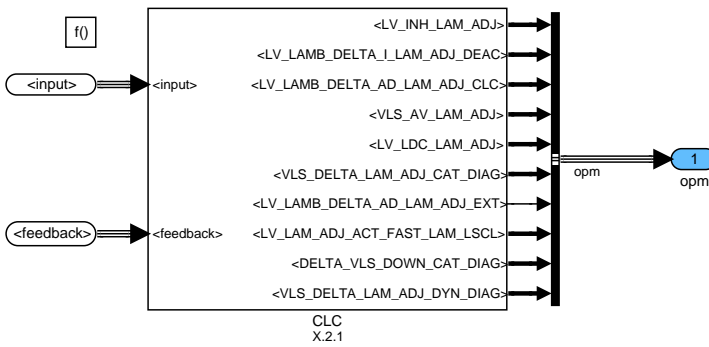 f()
<input>
<feedback>
<input>
<feedback>
<LV_INH_LAM_ADJ>
<LV_LAMB_DELTA_I_LAM_ADJ_DEAC>
<LV_LAMB_DELTA_AD_LAM_ADJ_CLC>
<VLS_AV_LAM_ADJ>
<LV_LDC_LAM_ADJ>
<VLS_DELTA_LAM_ADJ_CAT_DIAG>
<LV_LAMB_DELTA_AD_LAM_ADJ_EXT>
<LV_LAM_ADJ_ACT_FAST_LAM_LSCL>
<DELTA_VLS_DOWN_CAT_DIAG>
<VLS_DELTA_LAM_ADJ_DYN_DIAG>
CLC
X.2.1
opm
1
opm